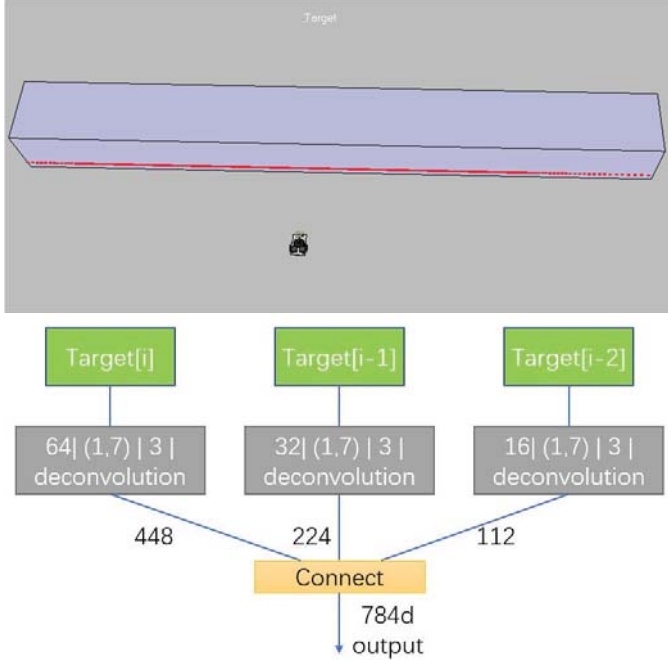 Target
Target[i]
Target[i-1]
Target[i-2]
64| (1,7) | 3 |
deconvolution
32| (1,7) | 3 |
deconvolution
16| (1,7) | 3 |
deconvolution
448
224
112
Connect
784d
output